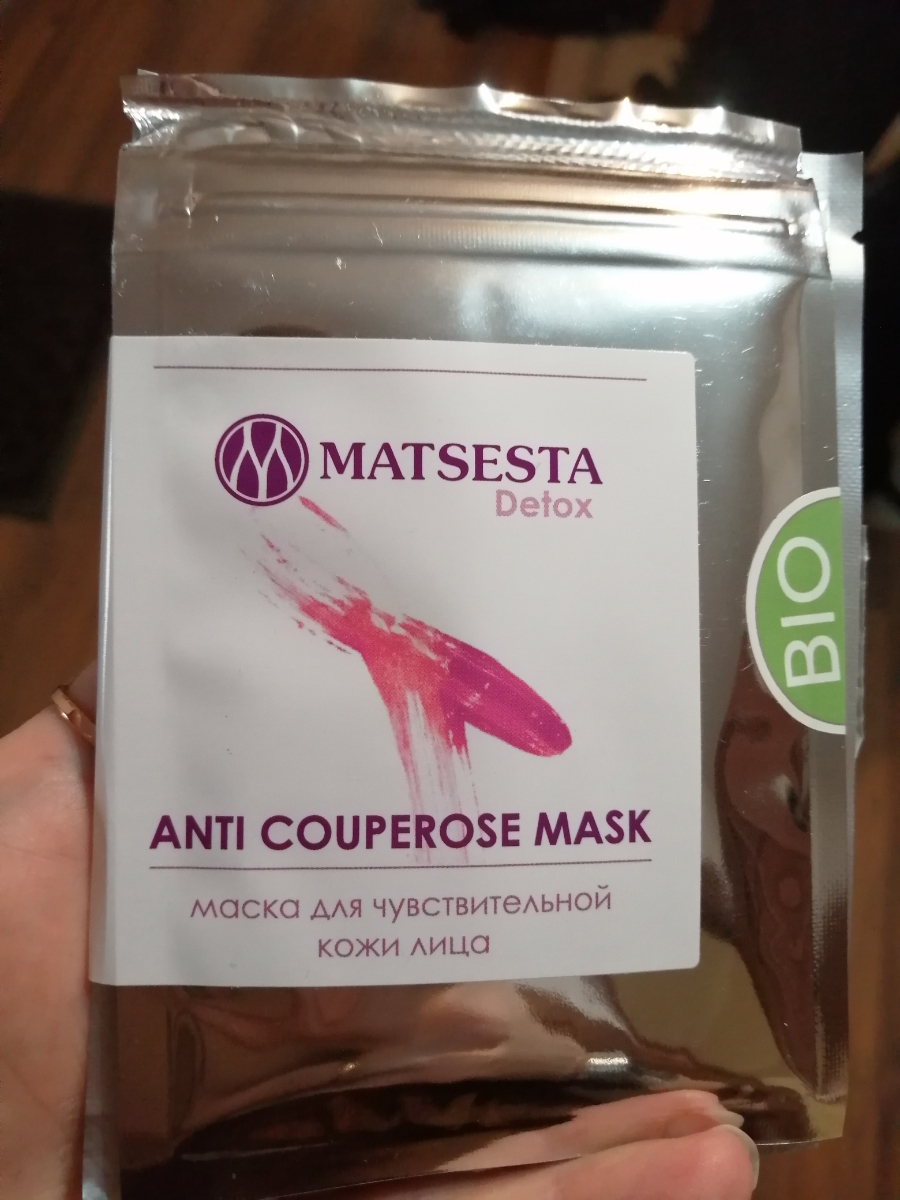 MATSESTA
Detox
BIO
ANTI COUPEROSE MASK
маска для чувствительной
кожи лица